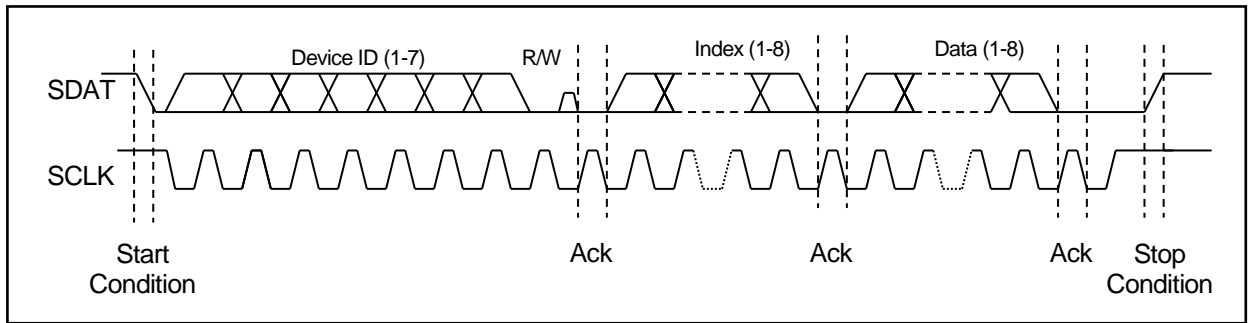 Device ID (1-7)
R/W
Index (1-8)
Data (1-8)
SDAT
SCLK
Start
Condition
Ack
Ack
Ack
Stop
Condition